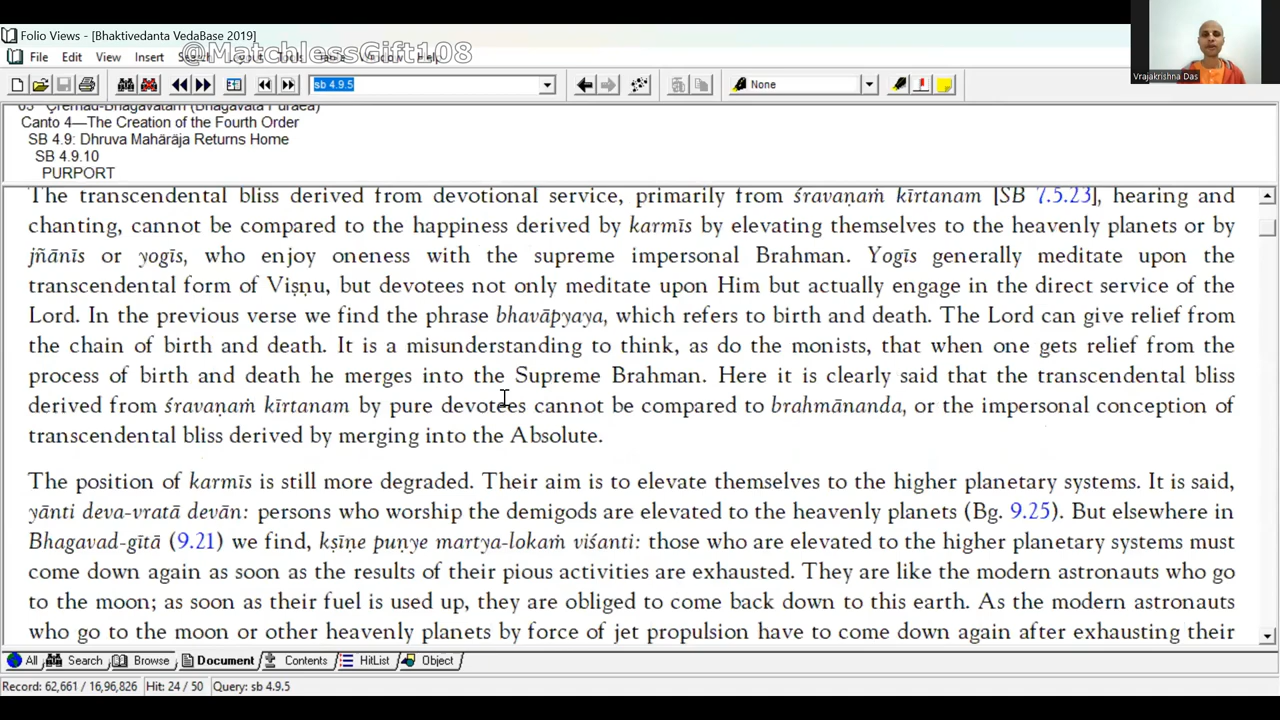 Folio Views - [Bhaktivedanta VedaBase 2019]
@MatchlessGift108
File Edit View Insert
sb 4.9.5
None
Vrajakrishna Das
Canto 4—The Creation of the Fourth Order
SB 4.9: Dhruva Mahäräja Returns Home
SB 4.9.10
PURPORT
The transcendental bliss derived from devotional service, primarily from śravaṇaṁ kīrtanam [SB 7.5.23], hearing and
chanting, cannot be compared to the happiness derived by karmīs by elevating themselves to the heavenly planets or by
jñānīs or yogīs, who enjoy oneness with the supreme impersonal Brahman. Yogīs generally meditate upon the
transcendental form of Viṣṇu, but devotees not only meditate upon Him but actually engage in the direct service of the
Lord. In the previous verse we find the phrase bhavāpyaya, which refers to birth and death. The Lord can give relief from
the chain of birth and death. It is a misunderstanding to think, as do the monists, that when one gets relief from the
process of birth and death he merges into the Supreme Brahman. Here it is clearly said that the transcendental bliss
derived from śravaṇaṁ kīrtanam by pure devotees cannot be compared to brahmānanda, or the impersonal conception of
transcendental bliss derived by merging into the Absolute.
The position of karmīs is still more degraded. Their aim is to elevate themselves to the higher planetary systems. It is said,
yānti deva-vratā devān: persons who worship the demigods are elevated to the heavenly planets (Bg. 9.25). But elsewhere in
Bhagavad-gītā (9.21) we find, kṣīṇe puṇye martya-lokaṁ viśanti: those who are elevated to the higher planetary systems must
come down again as soon as the results of their pious activities are exhausted. They are like the modern astronauts who go
to the moon; as soon as their fuel is used up, they are obliged to come back down to this earth. As the modern astronauts
who go to the moon or other heavenly planets by force of jet propulsion have to come down again after exhausting their
All Search Browse Document Contents HitList Object
Record: 62,661 / 16,96,826 Hit: 24 / 50 Query: sb 4.9.5